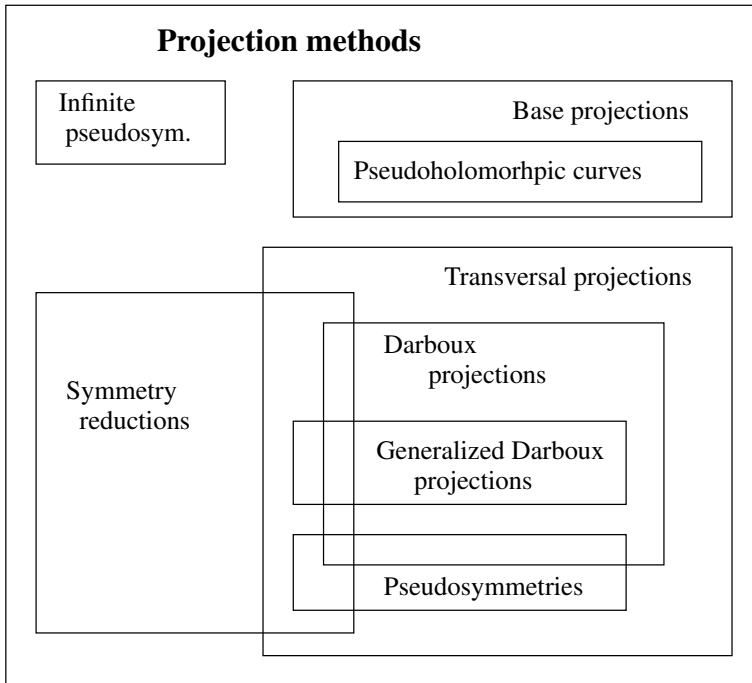 Projection methods
Infinite
pseudosym.
Base projections
Pseudoholomorhpic curves
Transversal projections
Darboux
projections
Symmetry
reductions
Generalized Darboux
projections
Pseudosymmetries